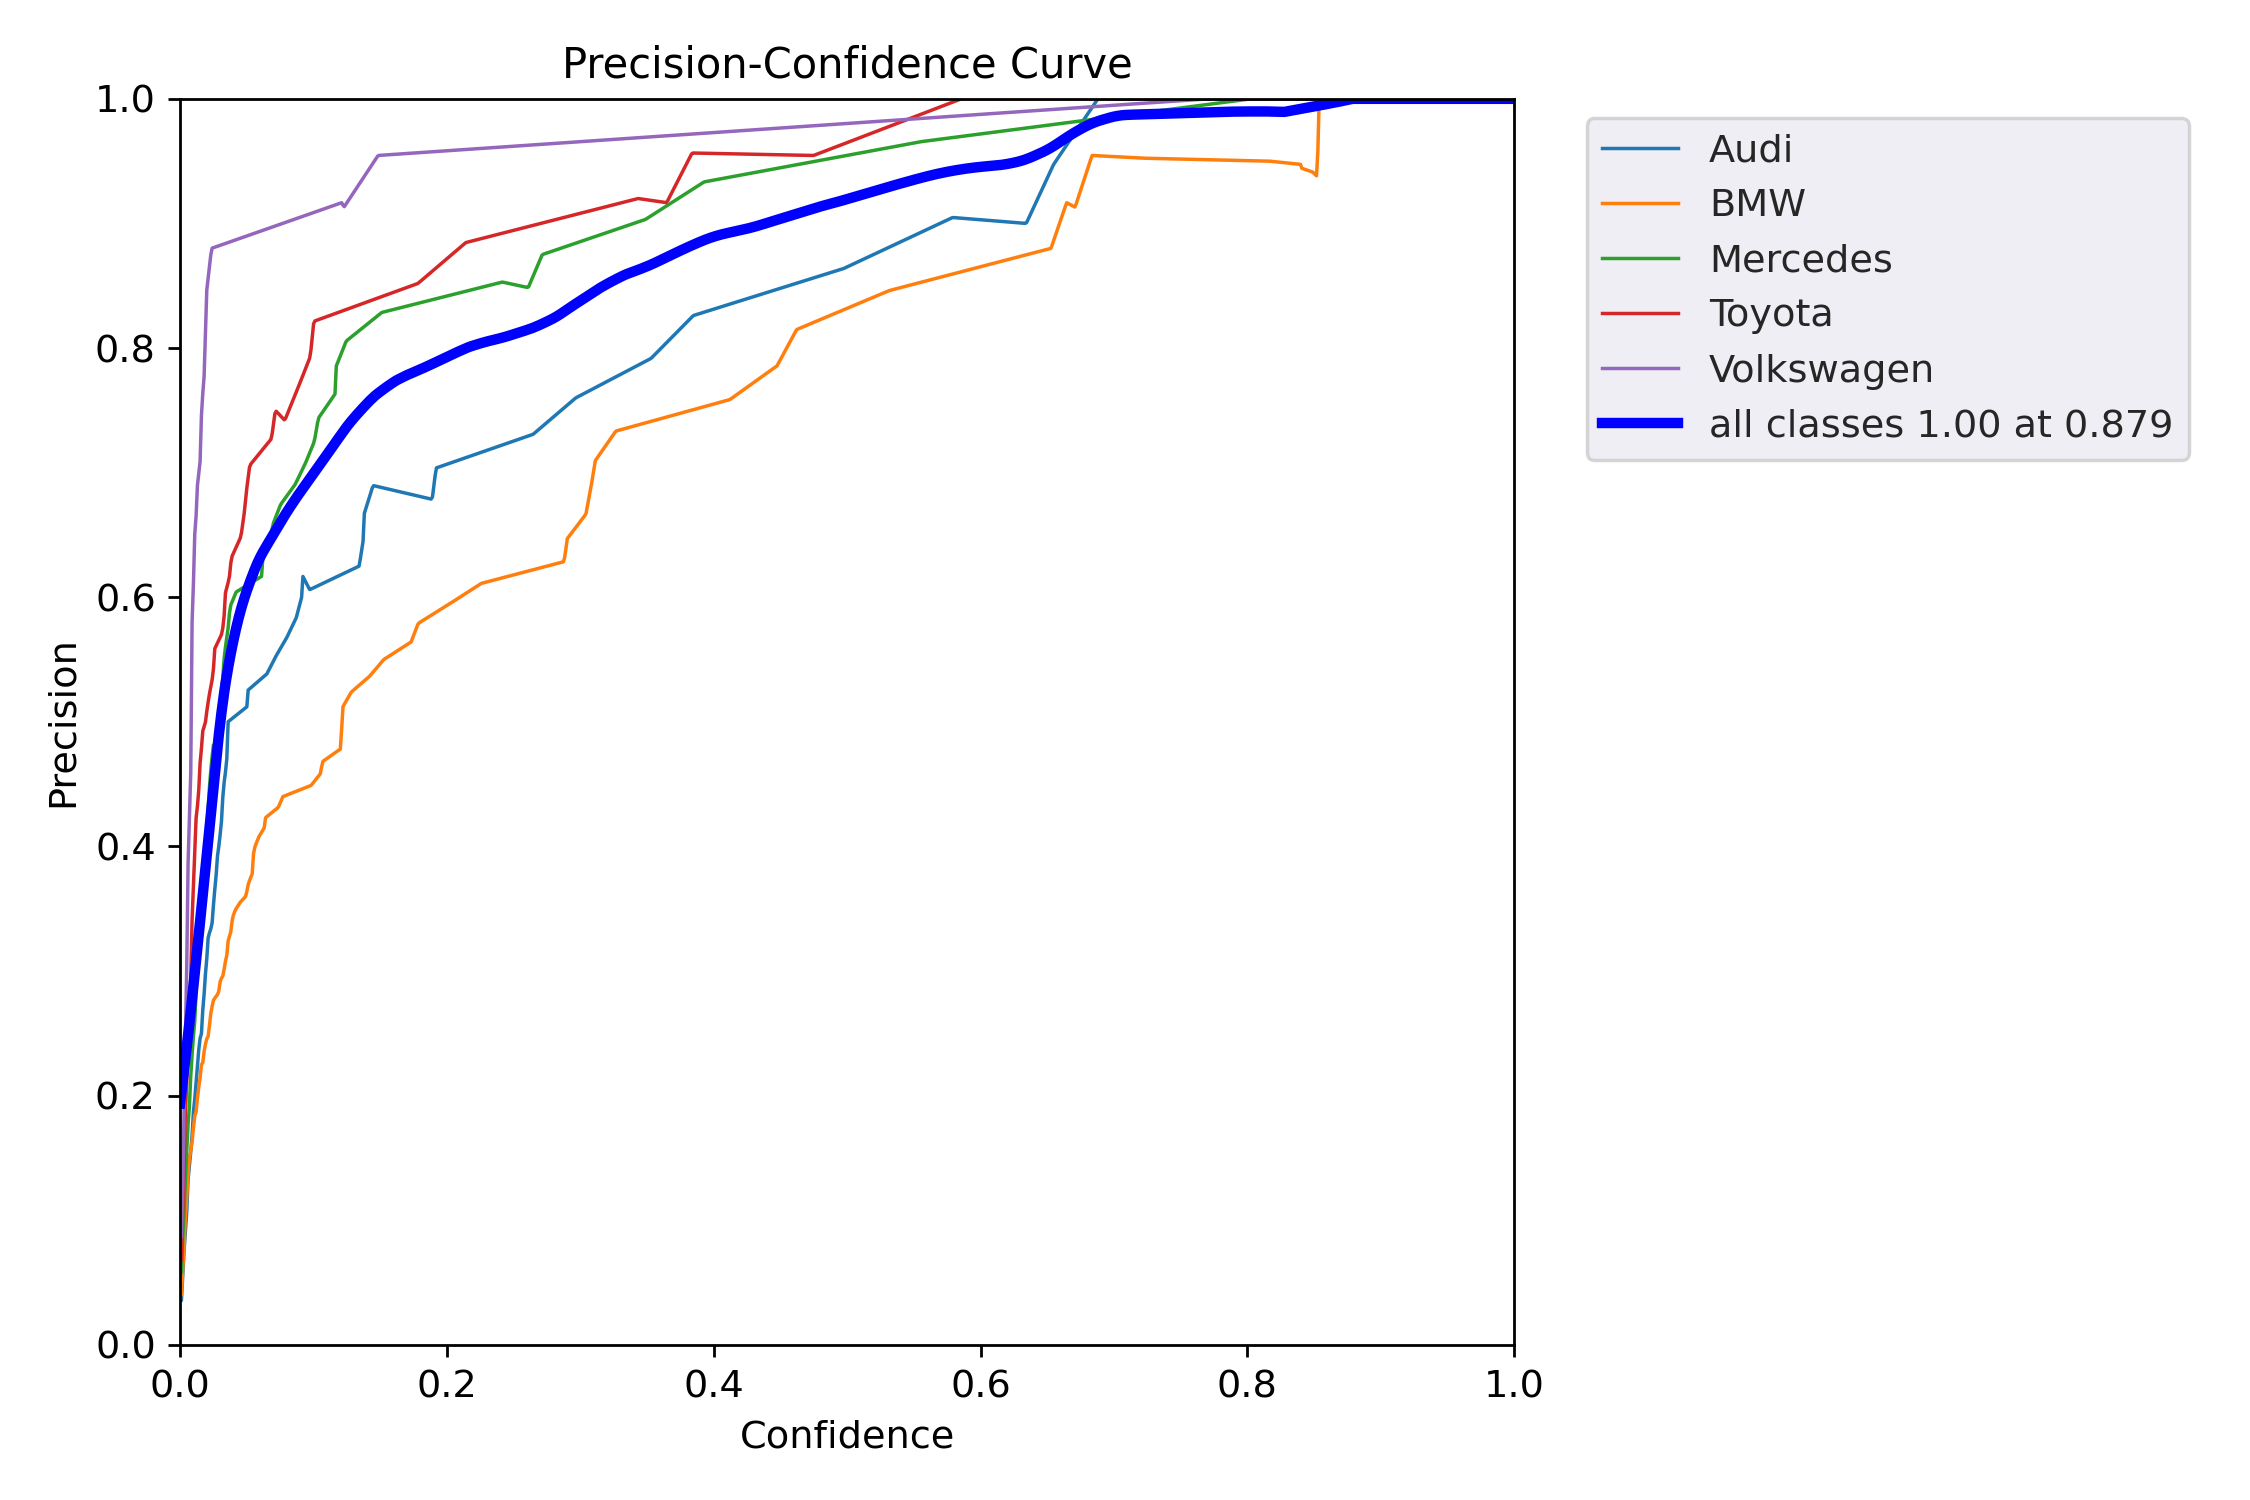 Precision-Confidence Curve
1.0
0.8
0.6
0.4
0.2
0.0
Precision
0.0 0.2 0.4 0.6 0.8 1.0
Confidence
Audi
BMW
Mercedes
Toyota
Volkswagen
all classes 1.00 at 0.879